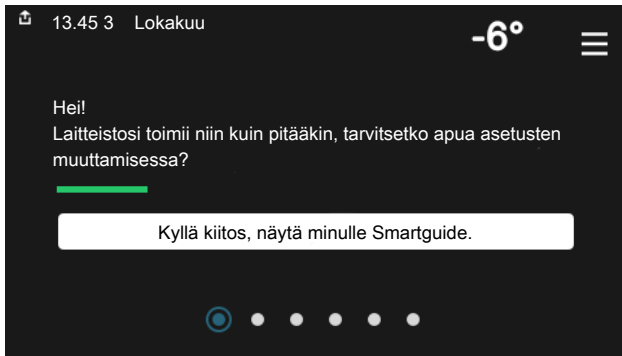 13.45 3 Lokakuu
-6°
Hei!
Laitteistosi toimii niin kuin pitääkin, tarvitsetko apua asetusten
muuttamisessa?
Kyllä kiitos, näytä minulle Smartguide.